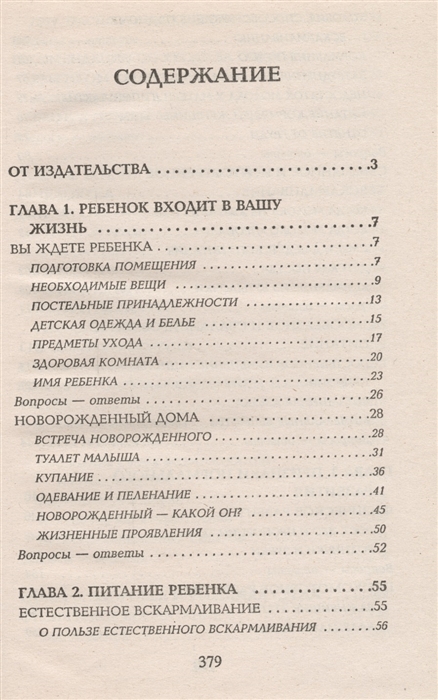 СОДЕРЖАНИЕ
ОТ ИЗДАТЕЛЬСТВА ..........................3
ГЛАВА 1. РЕБЕНОК ВХОДИТ В ВАШУ
ЖИЗНЬ .................................7
ВЫ ЖДЕТЕ РЕБЕНКА ..........................7
ПОДГОТОВКА ПОМЕЩЕНИЯ ....................7
НЕОБХОДИМЫЕ ВЕЩИ .......................9
ПОСТЕЛЬНЫЕ ПРИНАДЛЕЖНОСТИ ..............13
ДЕТСКАЯ ОДЕЖДА И БЕЛЬЕ ..................15
ПРЕДМЕТЫ УХОДА .........................17
ЗДОРОВАЯ КОМНАТА .......................20
ИМЯ РЕБЕНКА .............................23
Вопросы — ответы ...........................26
НОВОРОЖДЕННЫЙ ДОМА .....................28
ВСТРЕЧА НОВОРОЖДЕННОГО .................28
ТУАЛЕТ МАЛЫША ..........................31
КУПАНИЕ ................................36
ОДЕВАНИЕ И ПЕЛЕНАНИЕ ...................41
НОВОРОЖДЕННЫЙ — КАКОЙ ОН? ..............45
ЖИЗНЕННЫЕ ПРОЯВЛЕНИЯ ...................50
Вопросы — ответы ...........................52
ГЛАВА 2. ПИТАНИЕ РЕБЕНКА ................55
ЕСТЕСТВЕННОЕ ВСКАРМЛИВАНИЕ ..............55
О ПОЛЬЗЕ ЕСТЕСТВЕННОГО ВСКАРМЛИВАНИЯ .....56
379